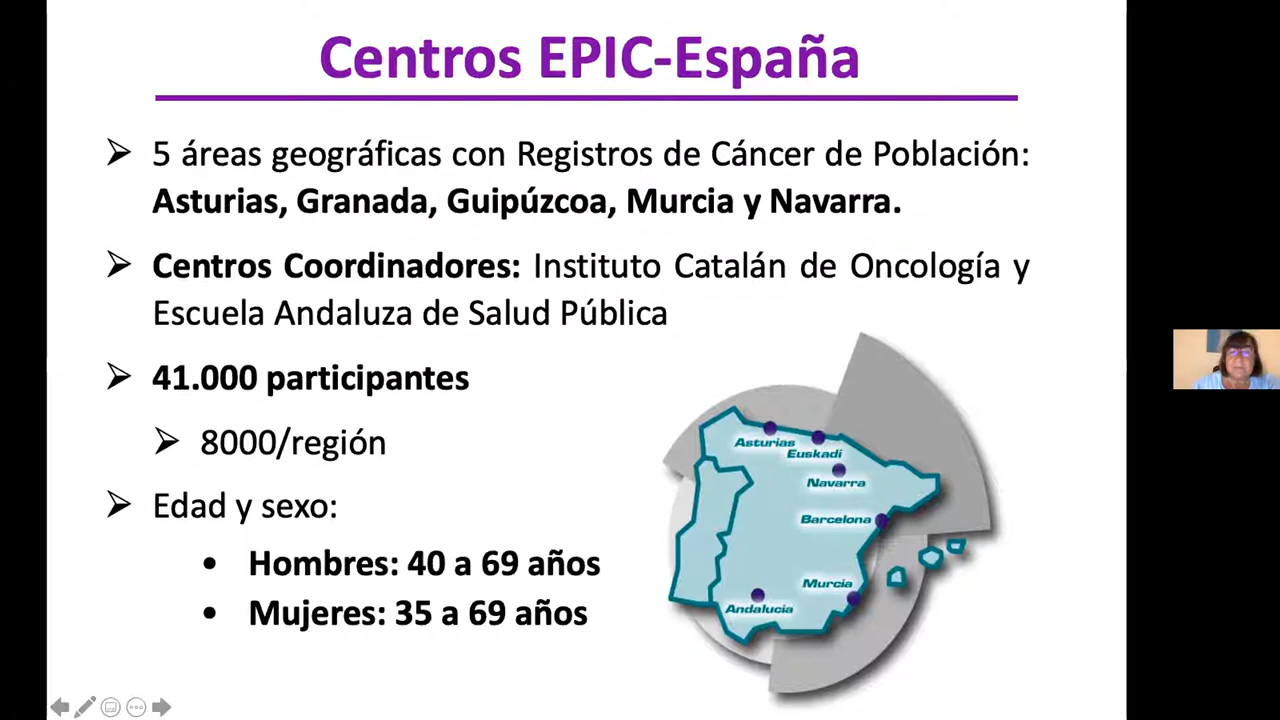 Centros EPIC-España
5 áreas geográficas con Registros de Cáncer de Población:
Asturias, Granada, Guipúzcoa, Murcia y Navarra.
Centros Coordinadores: Instituto Catalán de Oncología y
Escuela Andaluza de Salud Pública
41.000 participantes
8000/región
Edad y sexo:
Hombres: 40 a 69 años
Mujeres: 35 a 69 años
Asturias
Euskadi
Navarra
Barcelona
Murcia
Andalucia